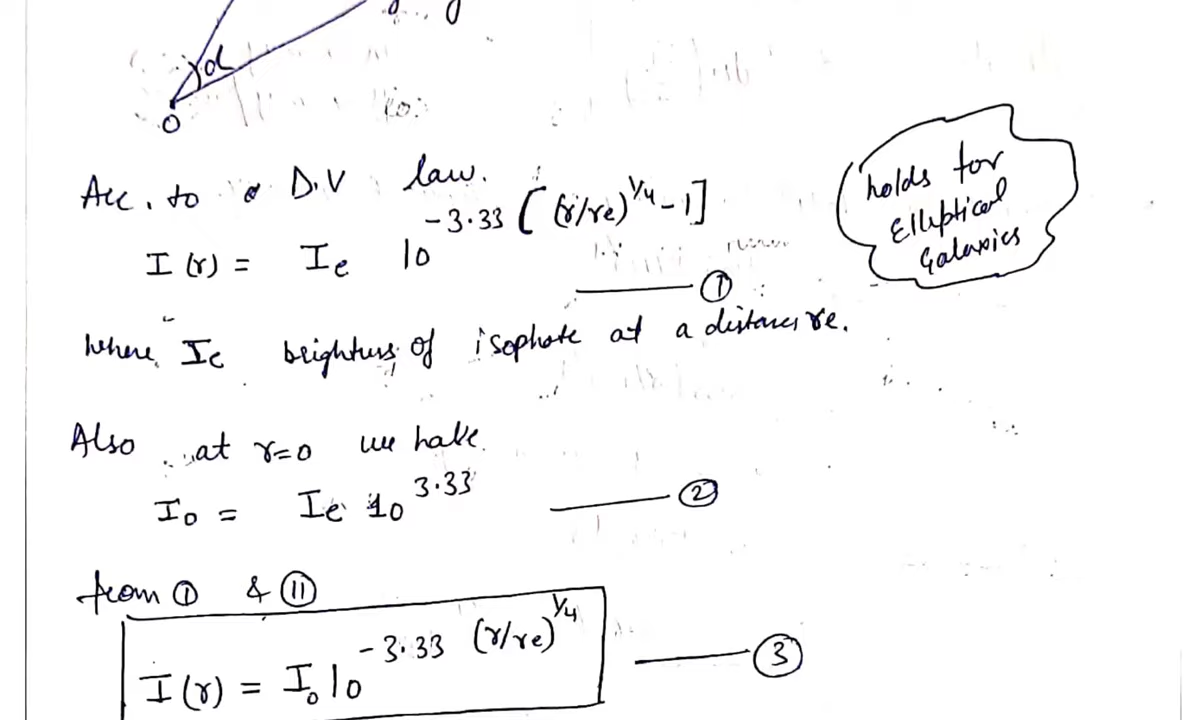 α
O
Acc. to D.V law.
I (r) = Ie 10^{-3.33 [(r/re)^{1/4} - 1]}
①
holds for
Elliptical
Galaxies
where, Ie brightness of isophote at a distance re.
Also at r=0 we have
I₀ = Ie 10^{3.33}
②
from ① & ⑪
I (r) = I₀ 10^{-3.33 (r/re)^{1/4}}
③